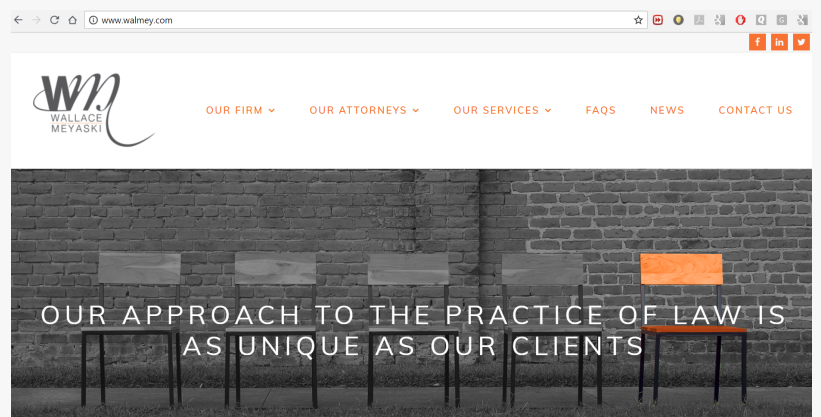 www.walmey.com
f in
WM
WALLACE
MEYASKI
OUR FIRM OUR ATTORNEYS OUR SERVICES FAQS NEWS CONTACT US
OUR APPROACH TO THE PRACTICE OF LAW IS
AS UNIQUE AS OUR CLIENTS